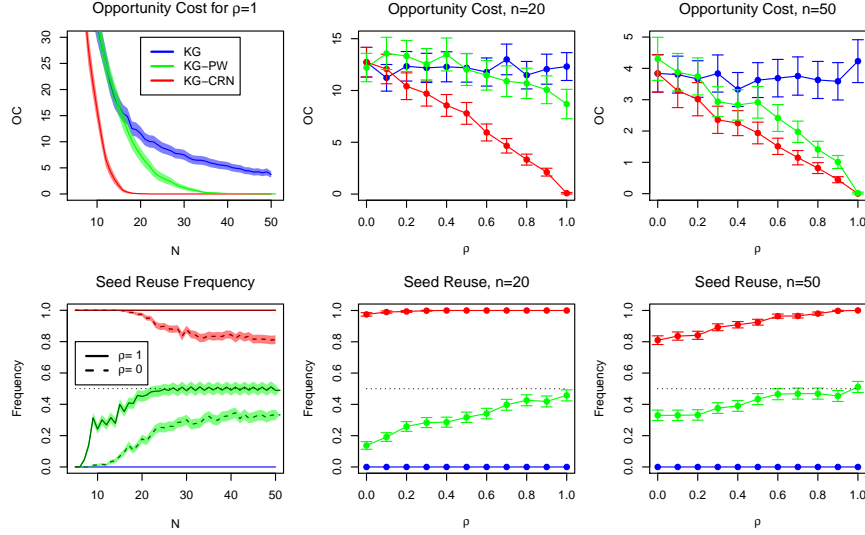 Opportunity Cost for ρ=1
OC
30
25
20
15
10
5
0
KG
KG−PW
KG−CRN
10 20 30 40 50
N
Opportunity Cost, n=20
OC
15
10
5
0
0.0 0.2 0.4 0.6 0.8 1.0
ρ
Opportunity Cost, n=50
OC
5
4
3
2
1
0
0.0 0.2 0.4 0.6 0.8 1.0
ρ
Seed Reuse Frequency
Frequency
1.0
0.8
0.6
0.4
0.2
0.0
ρ= 1
ρ= 0
10 20 30 40 50
N
Seed Reuse, n=20
Frequency
1.0
0.8
0.6
0.4
0.2
0.0
0.0 0.2 0.4 0.6 0.8 1.0
ρ
Seed Reuse, n=50
Frequency
1.0
0.8
0.6
0.4
0.2
0.0
0.0 0.2 0.4 0.6 0.8 1.0
ρ